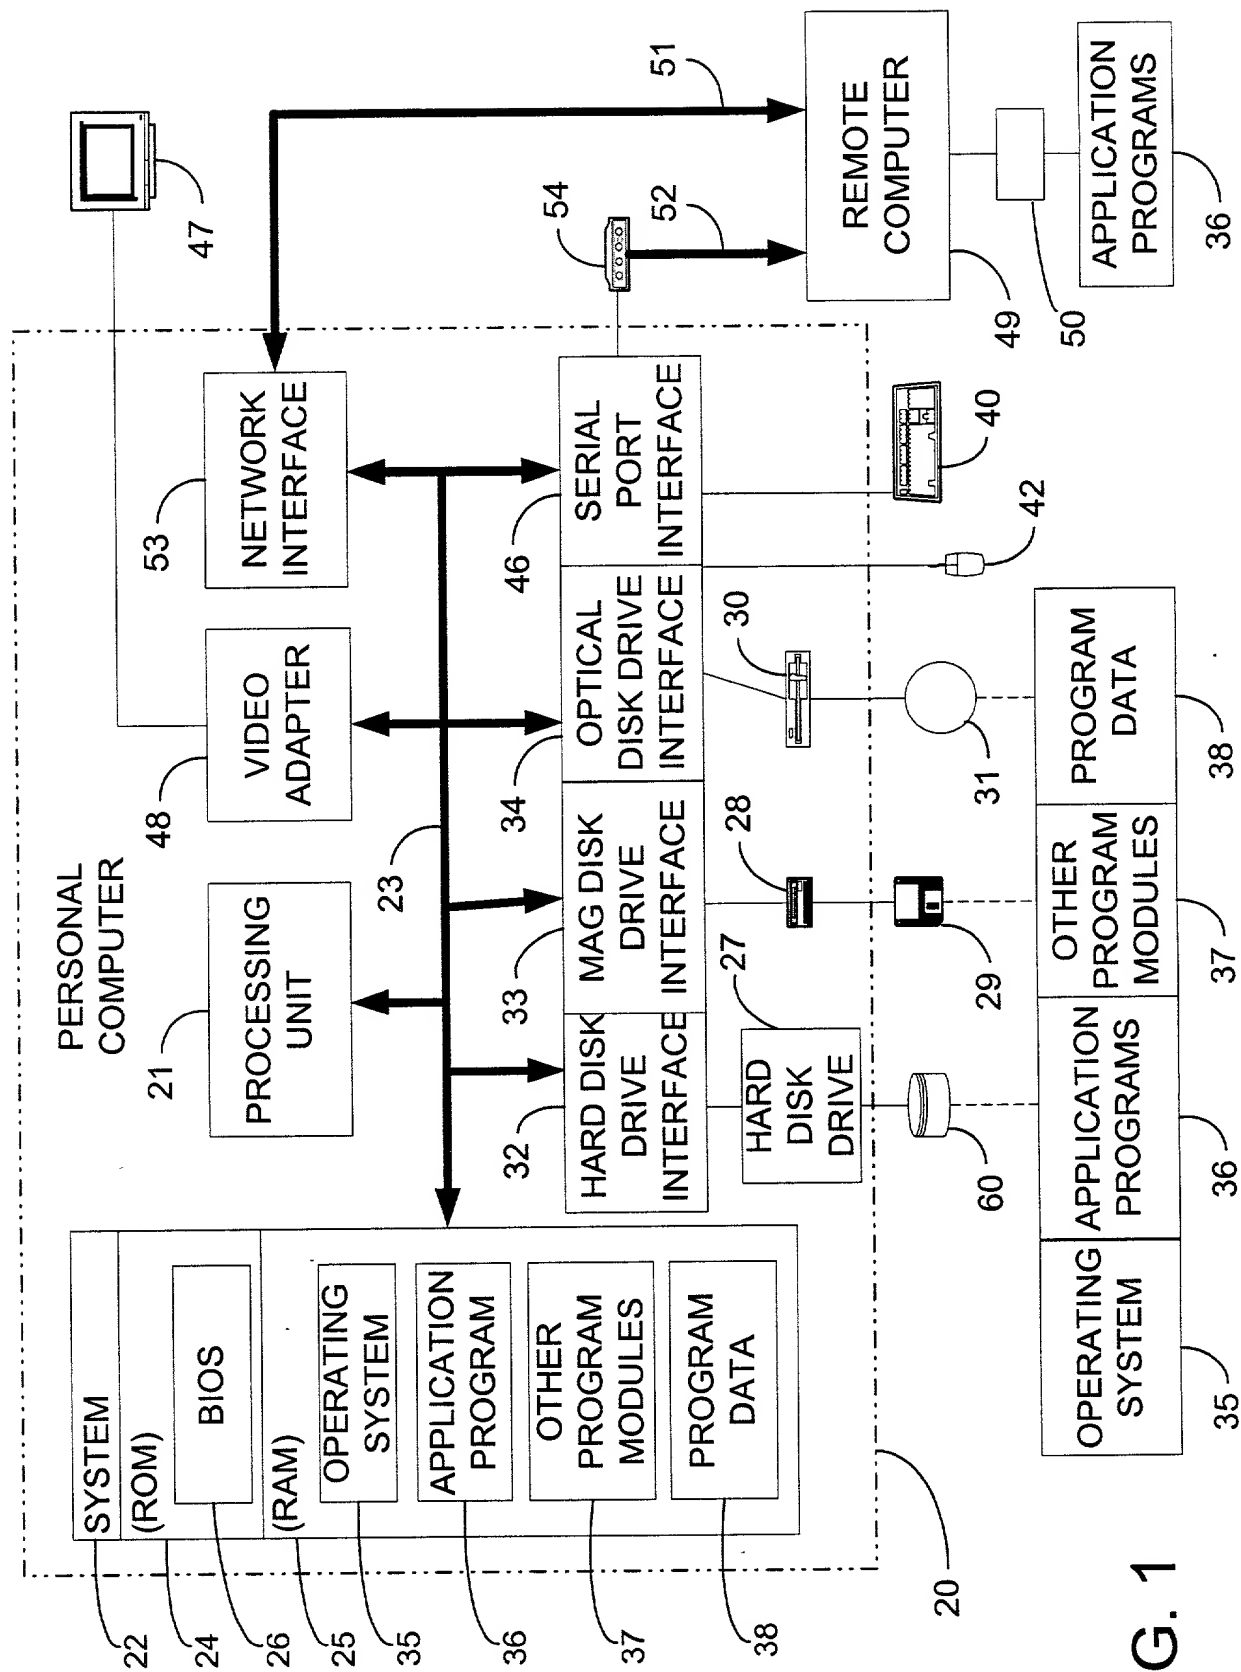 PERSONAL
COMPUTER
47
22
SYSTEM
24
(ROM)
26
BIOS
25
(RAM)
35
OPERATING
SYSTEM
36
APPLICATION
PROGRAM
37
OTHER
PROGRAM
MODULES
38
PROGRAM
DATA
21
PROCESSING
UNIT
48
VIDEO
ADAPTER
53
NETWORK
INTERFACE
23
51
32
HARD DISK
DRIVE
INTERFACE
33
MAG DISK
DRIVE
INTERFACE
34
OPTICAL
DISK DRIVE
INTERFACE
46
SERIAL
PORT
INTERFACE
54
52
27
HARD
DISK
DRIVE
28
30
REMOTE
COMPUTER
49
20
60
29
31
42
40
50
OPERATING
SYSTEM
35
APPLICATION
PROGRAMS
36
OTHER
PROGRAM
MODULES
37
PROGRAM
DATA
38
APPLICATION
PROGRAMS
36
G. 1